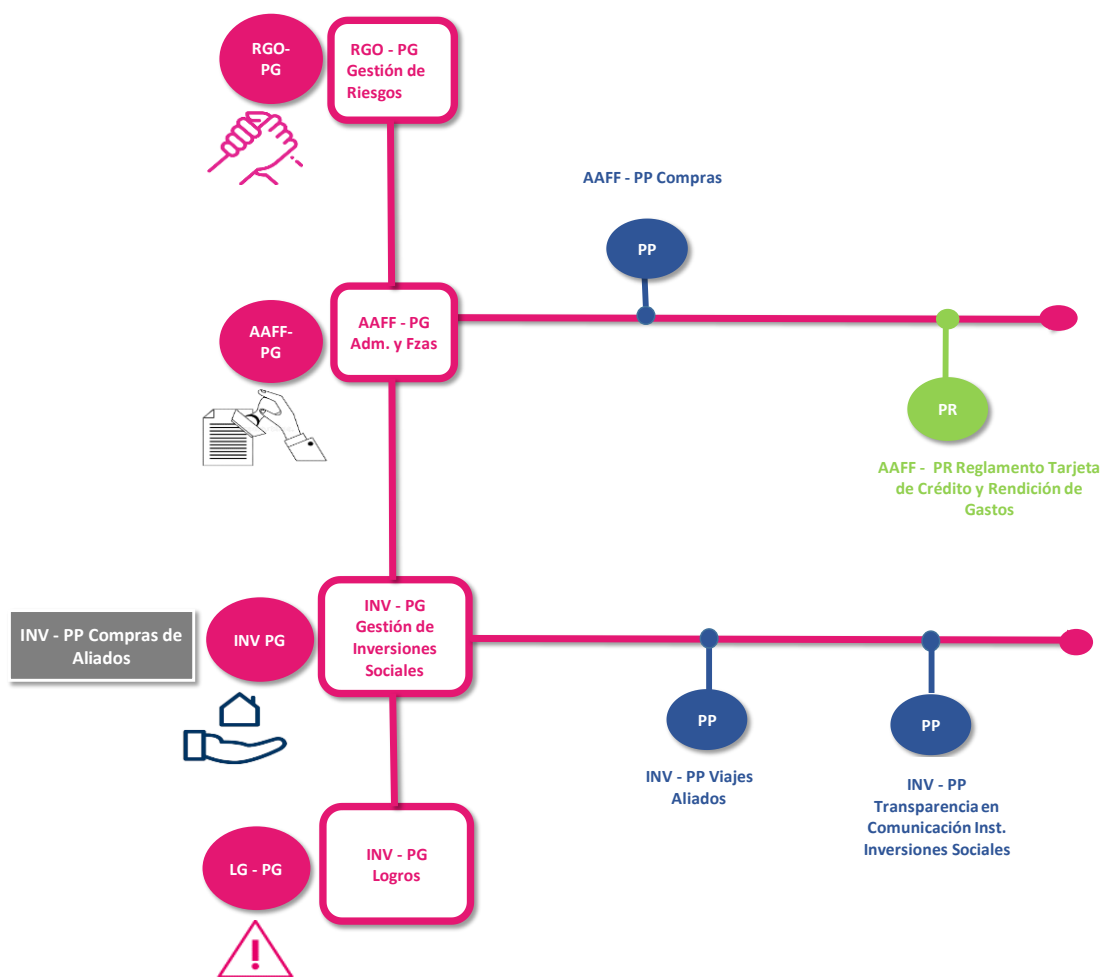 RGO-
PG
RGO - PG
Gestión de
Riesgos
AAFF - PP Compras
PP
AAFF-
PG
AAFF - PG
Adm. y Fzas
PR
AAFF - PR Reglamento Tarjeta
de Crédito y Rendición de
Gastos
INV - PP Compras de
Aliados
INV PG
INV - PG
Gestión de
Inversiones
Sociales
PP
INV - PP Viajes
Aliados
PP
INV - PP
Transparencia en
Comunicación Inst.
Inversiones Sociales
LG - PG
INV - PG
Logros
!